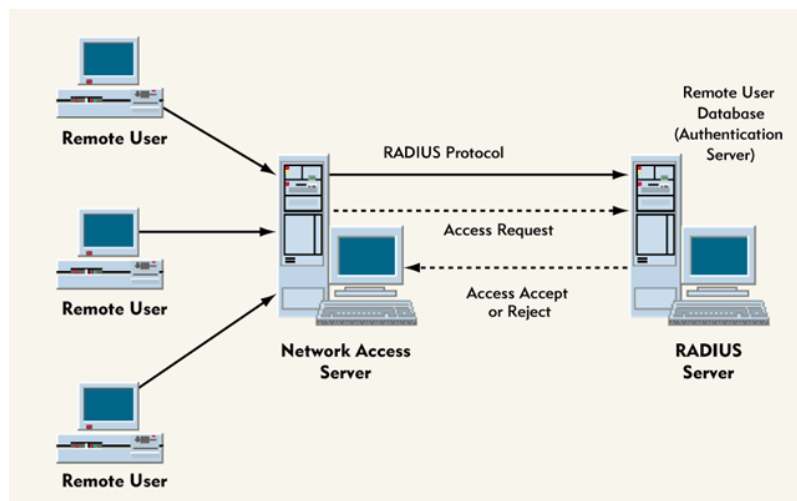 Remote User
Database
(Authentication
Server)
Remote User
RADIUS Protocol
Access Request
Remote User
Access Accept
or Reject
Network Access
Server
RADIUS
Server
Remote User